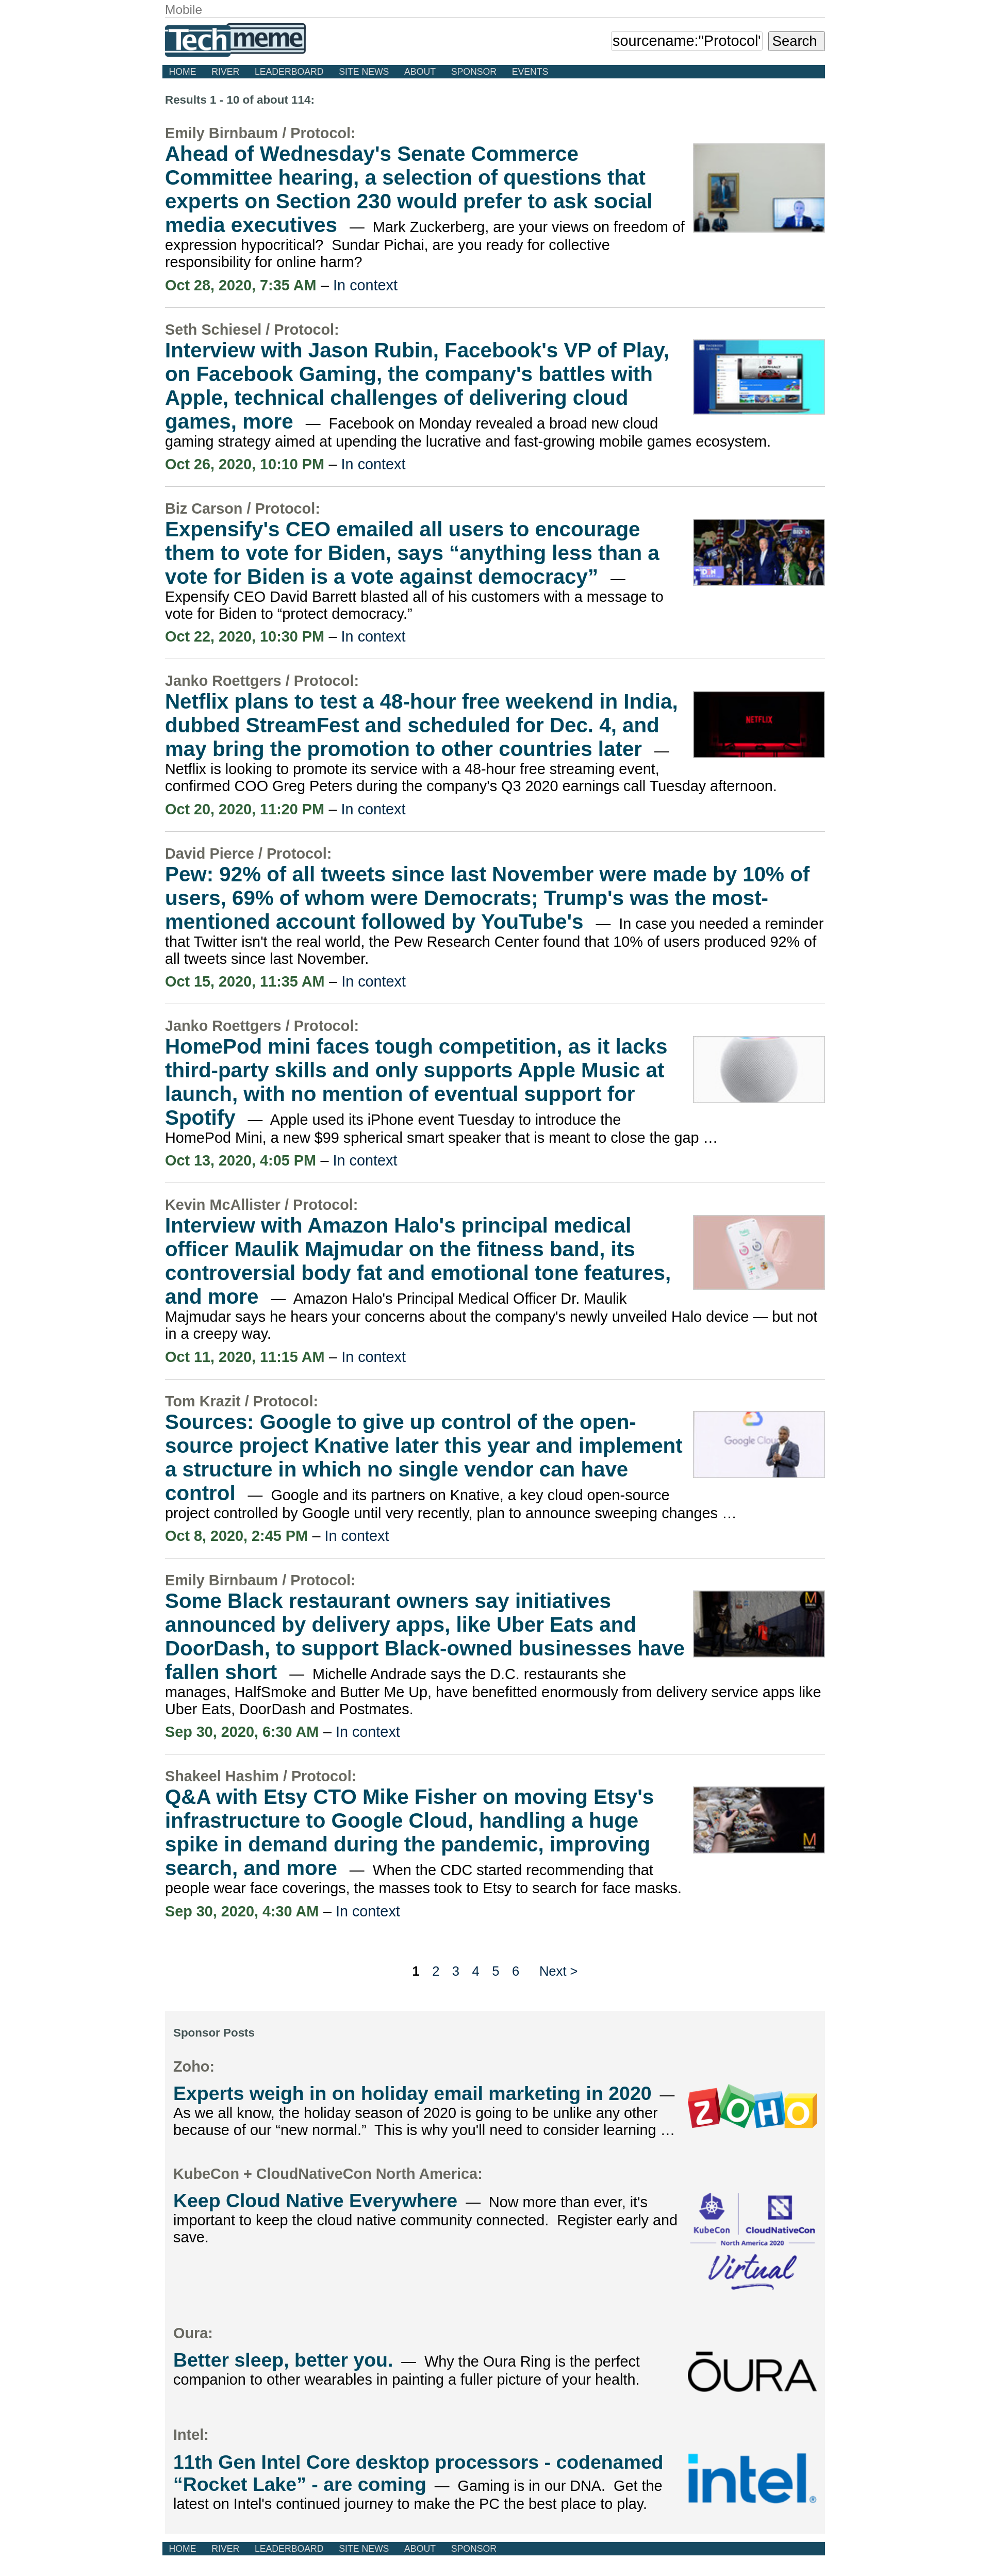 Mobile
Techmeme
sourcename:"Protocol"
Search
HOME RIVER LEADERBOARD SITE NEWS ABOUT SPONSOR EVENTS
Results 1 - 10 of about 114:
Emily Birnbaum / Protocol:
Ahead of Wednesday's Senate Commerce
Committee hearing, a selection of questions that
experts on Section 230 would prefer to ask social
media executives — Mark Zuckerberg, are your views on freedom of
expression hypocritical? Sundar Pichai, are you ready for collective
responsibility for online harm?
Oct 28, 2020, 7:35 AM – In context
Seth Schiesel / Protocol:
Interview with Jason Rubin, Facebook's VP of Play,
on Facebook Gaming, the company's battles with
Apple, technical challenges of delivering cloud
games, more — Facebook on Monday revealed a broad new cloud
gaming strategy aimed at upending the lucrative and fast-growing mobile games ecosystem.
Oct 26, 2020, 10:10 PM – In context
Biz Carson / Protocol:
Expensify's CEO emailed all users to encourage
them to vote for Biden, says “anything less than a
vote for Biden is a vote against democracy” —
Expensify CEO David Barrett blasted all of his customers with a message to
vote for Biden to “protect democracy.”
Oct 22, 2020, 10:30 PM – In context
Janko Roettgers / Protocol:
Netflix plans to test a 48-hour free weekend in India,
dubbed StreamFest and scheduled for Dec. 4, and
may bring the promotion to other countries later —
NETFLIX
Netflix is looking to promote its service with a 48-hour free streaming event,
confirmed COO Greg Peters during the company's Q3 2020 earnings call Tuesday afternoon.
Oct 20, 2020, 11:20 PM – In context
David Pierce / Protocol:
Pew: 92% of all tweets since last November were made by 10% of
users, 69% of whom were Democrats; Trump's was the most-
mentioned account followed by YouTube's — In case you needed a reminder
that Twitter isn't the real world, the Pew Research Center found that 10% of users produced 92% of
all tweets since last November.
Oct 15, 2020, 11:35 AM – In context
Janko Roettgers / Protocol:
HomePod mini faces tough competition, as it lacks
third-party skills and only supports Apple Music at
launch, with no mention of eventual support for
Spotify — Apple used its iPhone event Tuesday to introduce the
HomePod Mini, a new $99 spherical smart speaker that is meant to close the gap …
Oct 13, 2020, 4:05 PM – In context
Kevin McAllister / Protocol:
Interview with Amazon Halo's principal medical
officer Maulik Majmudar on the fitness band, its
controversial body fat and emotional tone features,
and more — Amazon Halo's Principal Medical Officer Dr. Maulik
Majmudar says he hears your concerns about the company's newly unveiled Halo device — but not
in a creepy way.
Oct 11, 2020, 11:15 AM – In context
Tom Krazit / Protocol:
Sources: Google to give up control of the open-
source project Knative later this year and implement
a structure in which no single vendor can have
control — Google and its partners on Knative, a key cloud open-source
Google Cloud
project controlled by Google until very recently, plan to announce sweeping changes …
Oct 8, 2020, 2:45 PM – In context
Emily Birnbaum / Protocol:
Some Black restaurant owners say initiatives
announced by delivery apps, like Uber Eats and
DoorDash, to support Black-owned businesses have
fallen short — Michelle Andrade says the D.C. restaurants she
manages, HalfSmoke and Butter Me Up, have benefitted enormously from delivery service apps like
Uber Eats, DoorDash and Postmates.
Sep 30, 2020, 6:30 AM – In context
Shakeel Hashim / Protocol:
Q&A with Etsy CTO Mike Fisher on moving Etsy's
infrastructure to Google Cloud, handling a huge
spike in demand during the pandemic, improving
search, and more — When the CDC started recommending that
people wear face coverings, the masses took to Etsy to search for face masks.
Sep 30, 2020, 4:30 AM – In context
1 2 3 4 5 6 Next >
Sponsor Posts
Zoho:
Experts weigh in on holiday email marketing in 2020 —
As we all know, the holiday season of 2020 is going to be unlike any other
because of our “new normal.” This is why you'll need to consider learning …
ZOHO
KubeCon + CloudNativeCon North America:
Keep Cloud Native Everywhere — Now more than ever, it's
important to keep the cloud native community connected. Register early and
save.
KubeCon CloudNativeCon
North America 2020
Virtual
Oura:
Better sleep, better you. — Why the Oura Ring is the perfect
companion to other wearables in painting a fuller picture of your health.
ŌURA
Intel:
11th Gen Intel Core desktop processors - codenamed
“Rocket Lake” - are coming — Gaming is in our DNA. Get the
latest on Intel's continued journey to make the PC the best place to play.
intel®
HOME RIVER LEADERBOARD SITE NEWS ABOUT SPONSOR